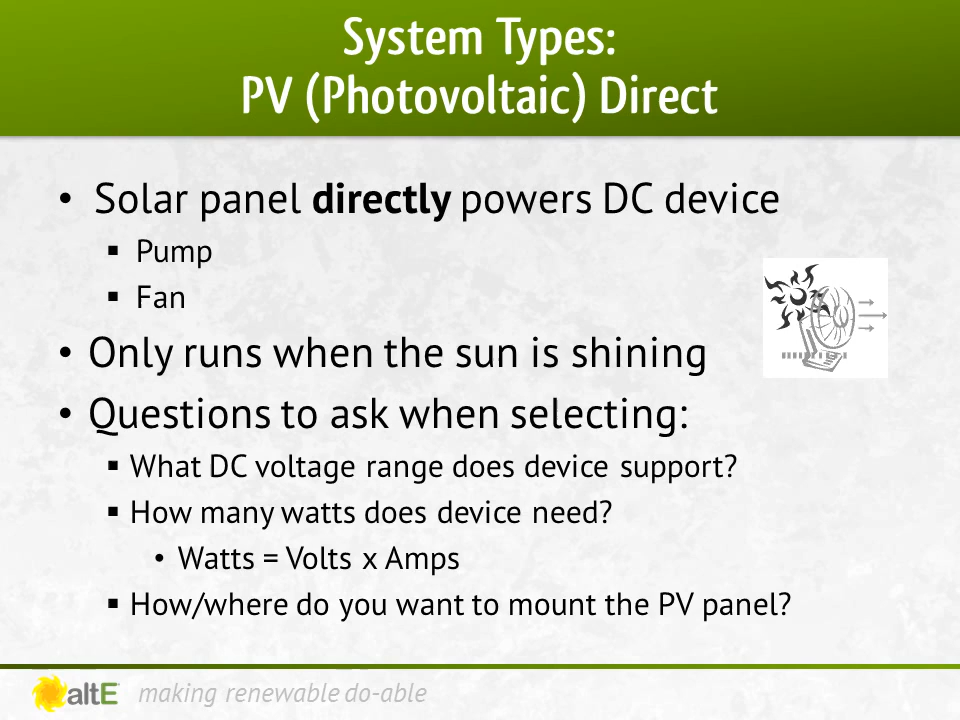 System Types:
PV (Photovoltaic) Direct
• Solar panel directly powers DC device
▪ Pump
▪ Fan
• Only runs when the sun is shining
• Questions to ask when selecting:
▪ What DC voltage range does device support?
▪ How many watts does device need?
• Watts = Volts x Amps
▪ How/where do you want to mount the PV panel?
altE making renewable do-able